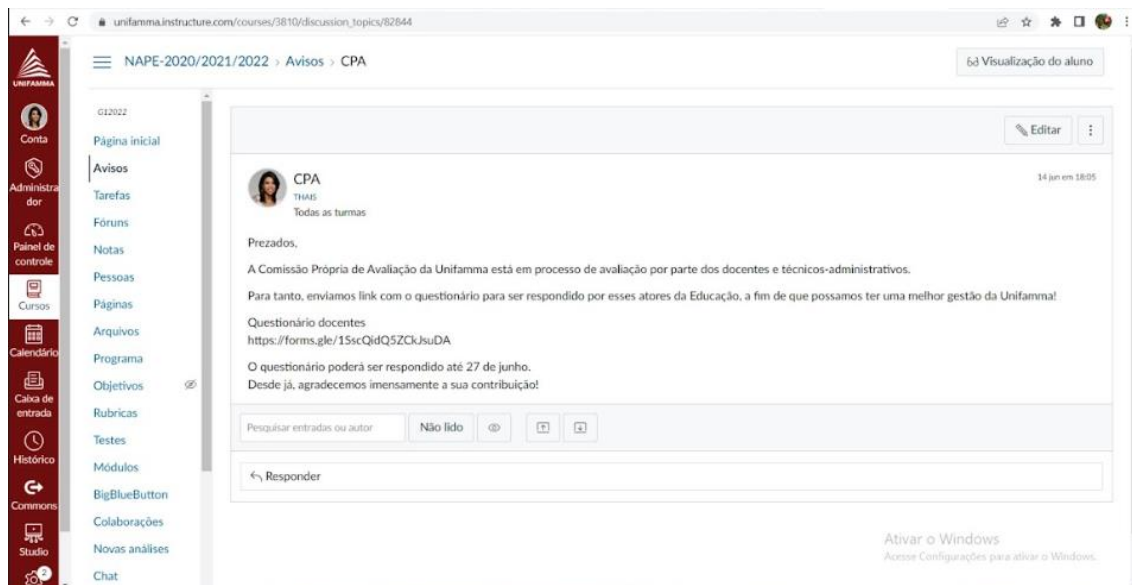 unifamma.instructure.com/courses/3810/discussion_topics/82844
UNIFAMMA
Conta
Administra
dor
Painel de
controle
Cursos
Calendário
Caixa de
entrada
Histórico
Commons
Studio
2
NAPE-2020/2021/2022 › Avisos › CPA
Visualização do aluno
G12022
Página inicial
Avisos
Tarefas
Fóruns
Notas
Pessoas
Páginas
Arquivos
Programa
Objetivos
Rubricas
Testes
Módulos
BigBlueButton
Colaborações
Novas análises
Chat
Editar
CPA
14 jun em 18:05
THAIS
Todas as turmas
Prezados,
A Comissão Própria de Avaliação da Unifamma está em processo de avaliação por parte dos docentes e técnicos-administrativos.
Para tanto, enviamos link com o questionário para ser respondido por esses atores da Educação, a fim de que possamos ter uma melhor gestão da Unifamma!
Questionário docentes
https://forms.gle/1SscQidQ5ZCkJsuDA
O questionário poderá ser respondido até 27 de junho.
Desde já, agradecemos imensamente a sua contribuição!
Pesquisar entradas ou autor
Não lido
Responder
Ativar o Windows
Acesse Configurações para ativar o Windows.